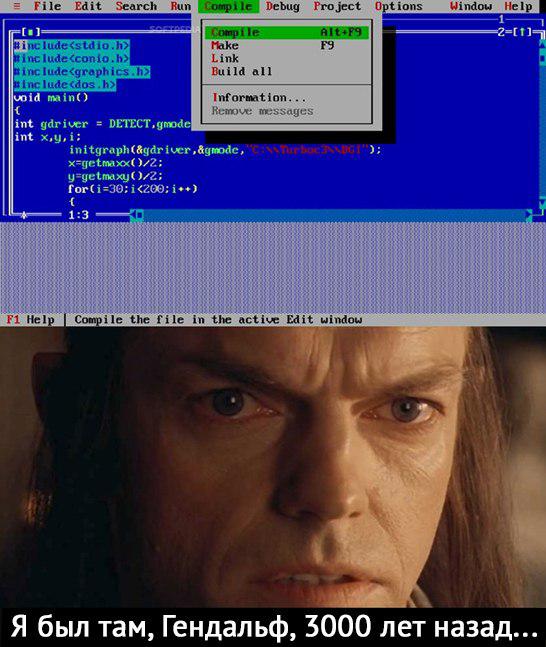 ≡ File Edit Search Run Compile Debug Project Options Window Help
Compile Alt+F9
Make F9
Link
Build all
Information...
Remove messages
1
2=[↑]
#include<stdio.h>
#include<conio.h>
#include<graphics.h>
#include<dos.h>
void main()
{
int gdriver = DETECT,gmode
int x,y,i;
initgraph(&gdriver,&gmode,"C:\\Turboc3\\BGI");
x=getmaxx()/2;
y=getmaxy()/2;
for(i=30;i<200;i++)
{
1:3
F1 Help | Compile the file in the active Edit window
Я был там, Гендальф, 3000 лет назад...